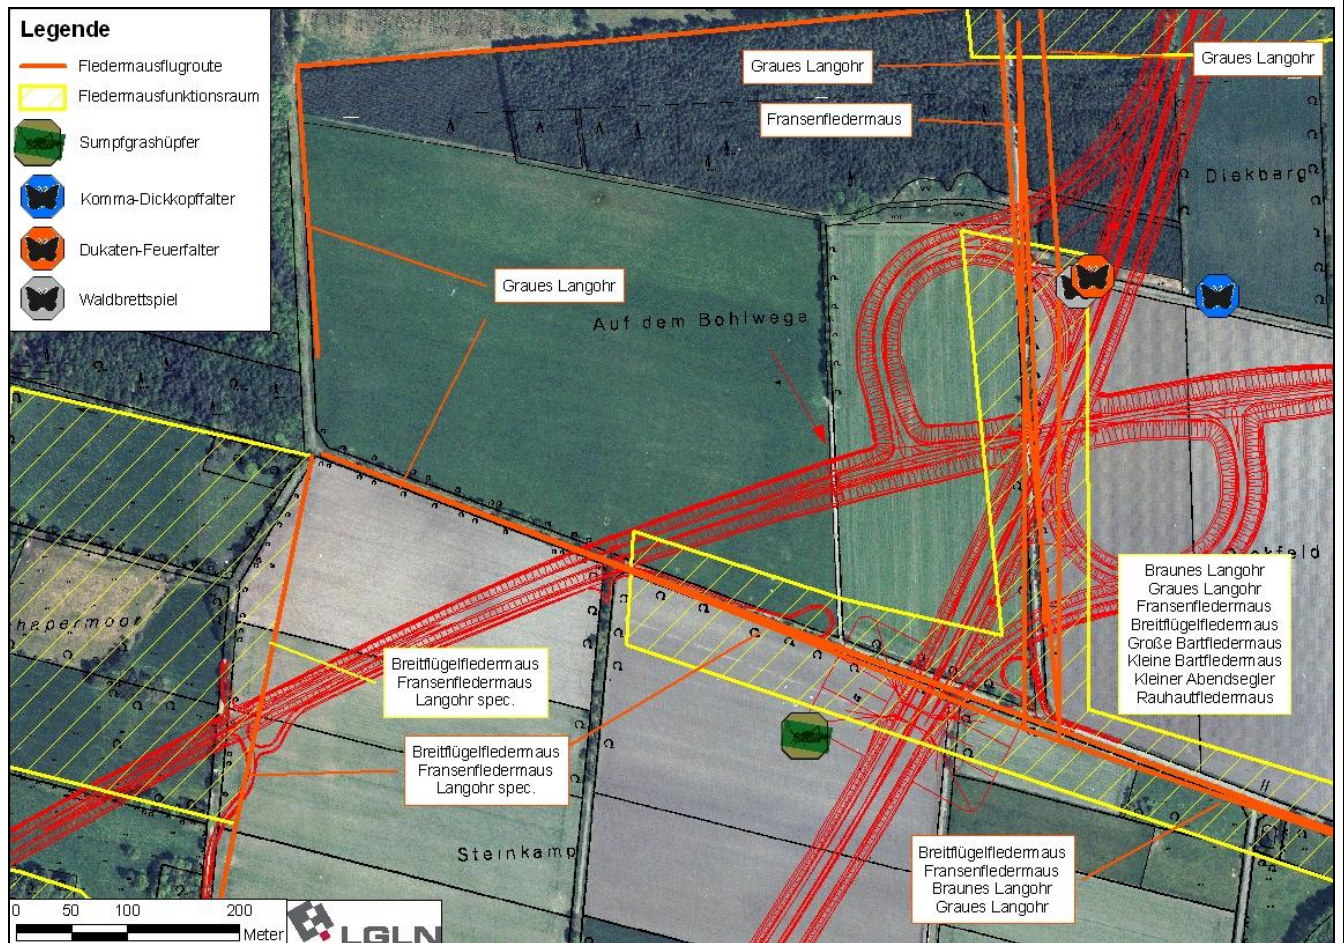 Legende
Fledermausflugroute
Fledermausfunktionsraum
Sumpfgrashüpfer
Komma-Dickkopffalter
Dukaten-Feuerfalter
Waldbrettspiel
Graues Langohr
Graues Langohr
Fransenfledermaus
Diekbarg
Graues Langohr
Auf dem Bohlwege
hapermoor
Braunes Langohr
Graues Langohr
Fransenfledermaus
Breitflügelfledermaus
Große Bartfledermaus
Kleine Bartfledermaus
Kleiner Abendsegler
Rauhautfledermaus
Breitflügelfledermaus
Fransenfledermaus
Langohr spec.
Breitflügelfledermaus
Fransenfledermaus
Langohr spec.
Steinkamp
Breitflügelfledermaus
Fransenfledermaus
Braunes Langohr
Graues Langohr
0 50 100 200
Meter
LGLN